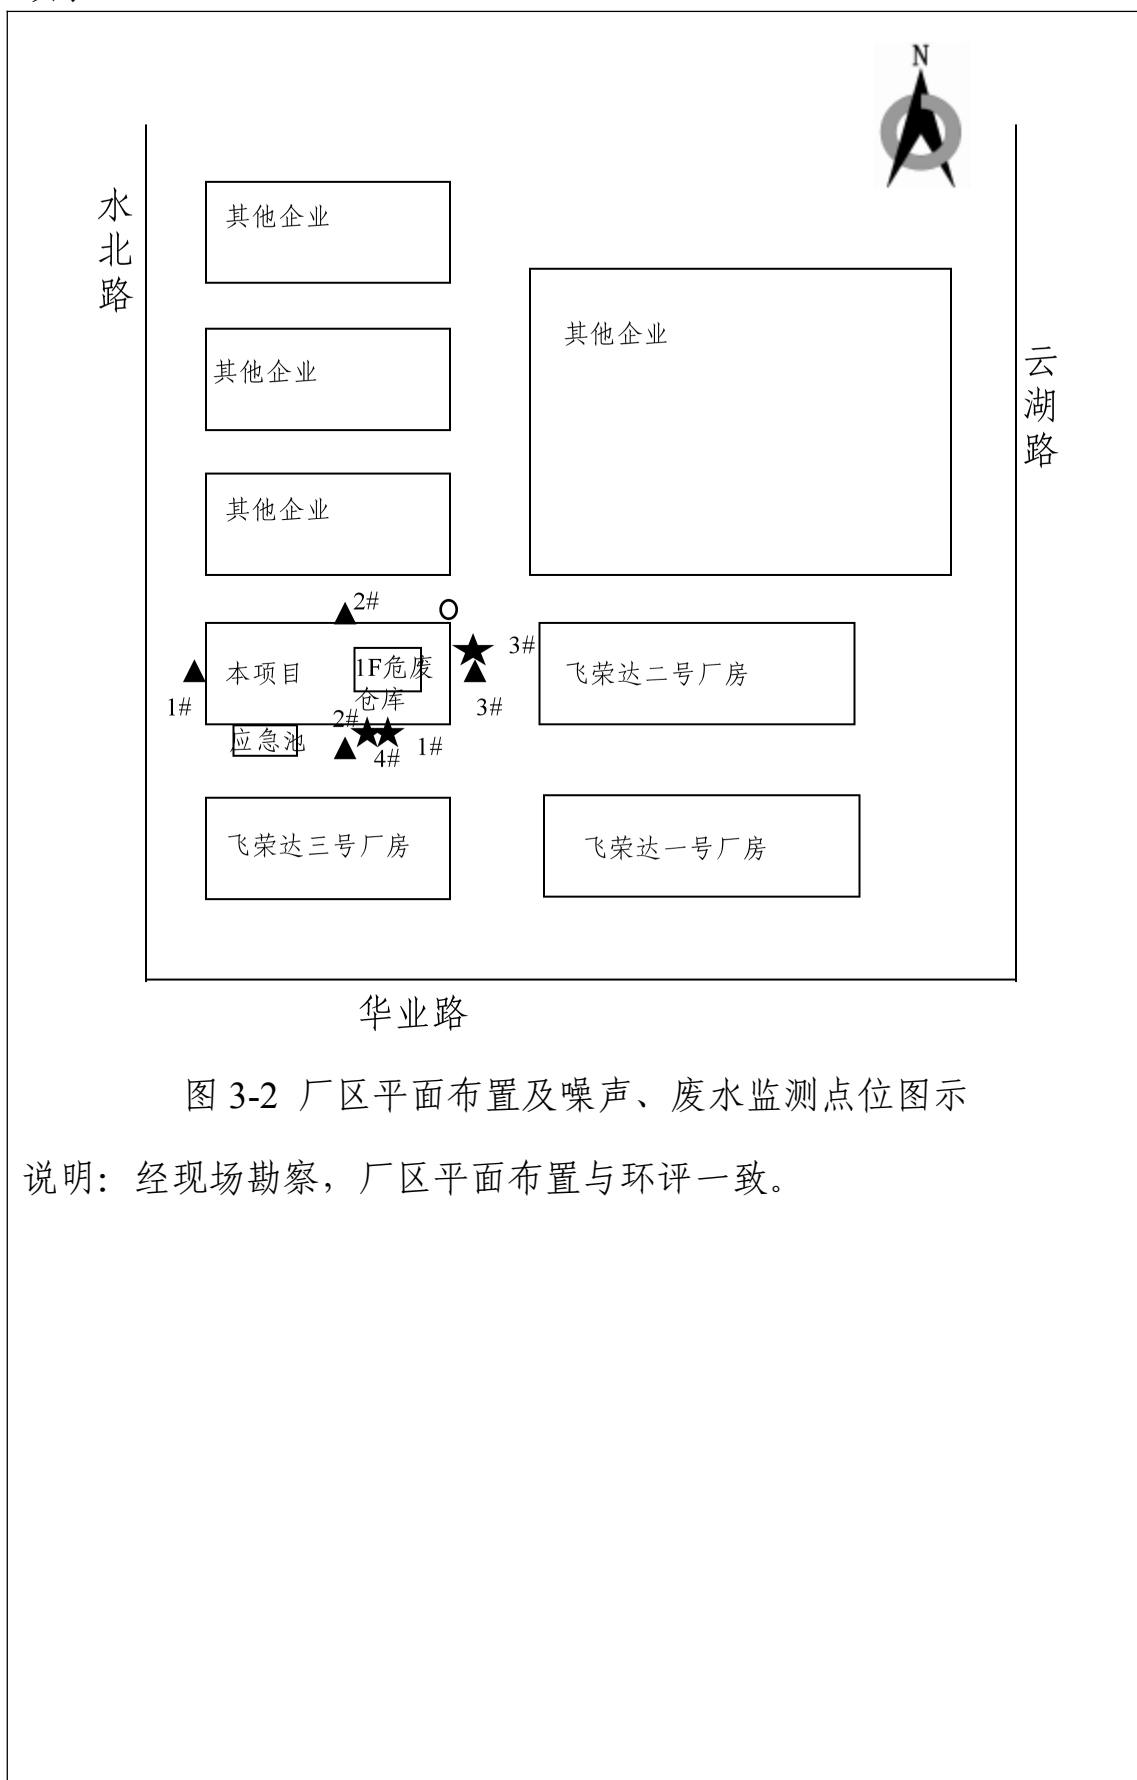 N
水北路
其他企业
其他企业
其他企业
云湖路
其他企业
2#
3#
本项目
1F危废
仓库
飞荣达二号厂房
1#
3#
2#
应急池
1#
4#
飞荣达三号厂房
飞荣达一号厂房
华业路
图 3-2 厂区平面布置及噪声、废水监测点位图示
说明：经现场勘察，厂区平面布置与环评一致。